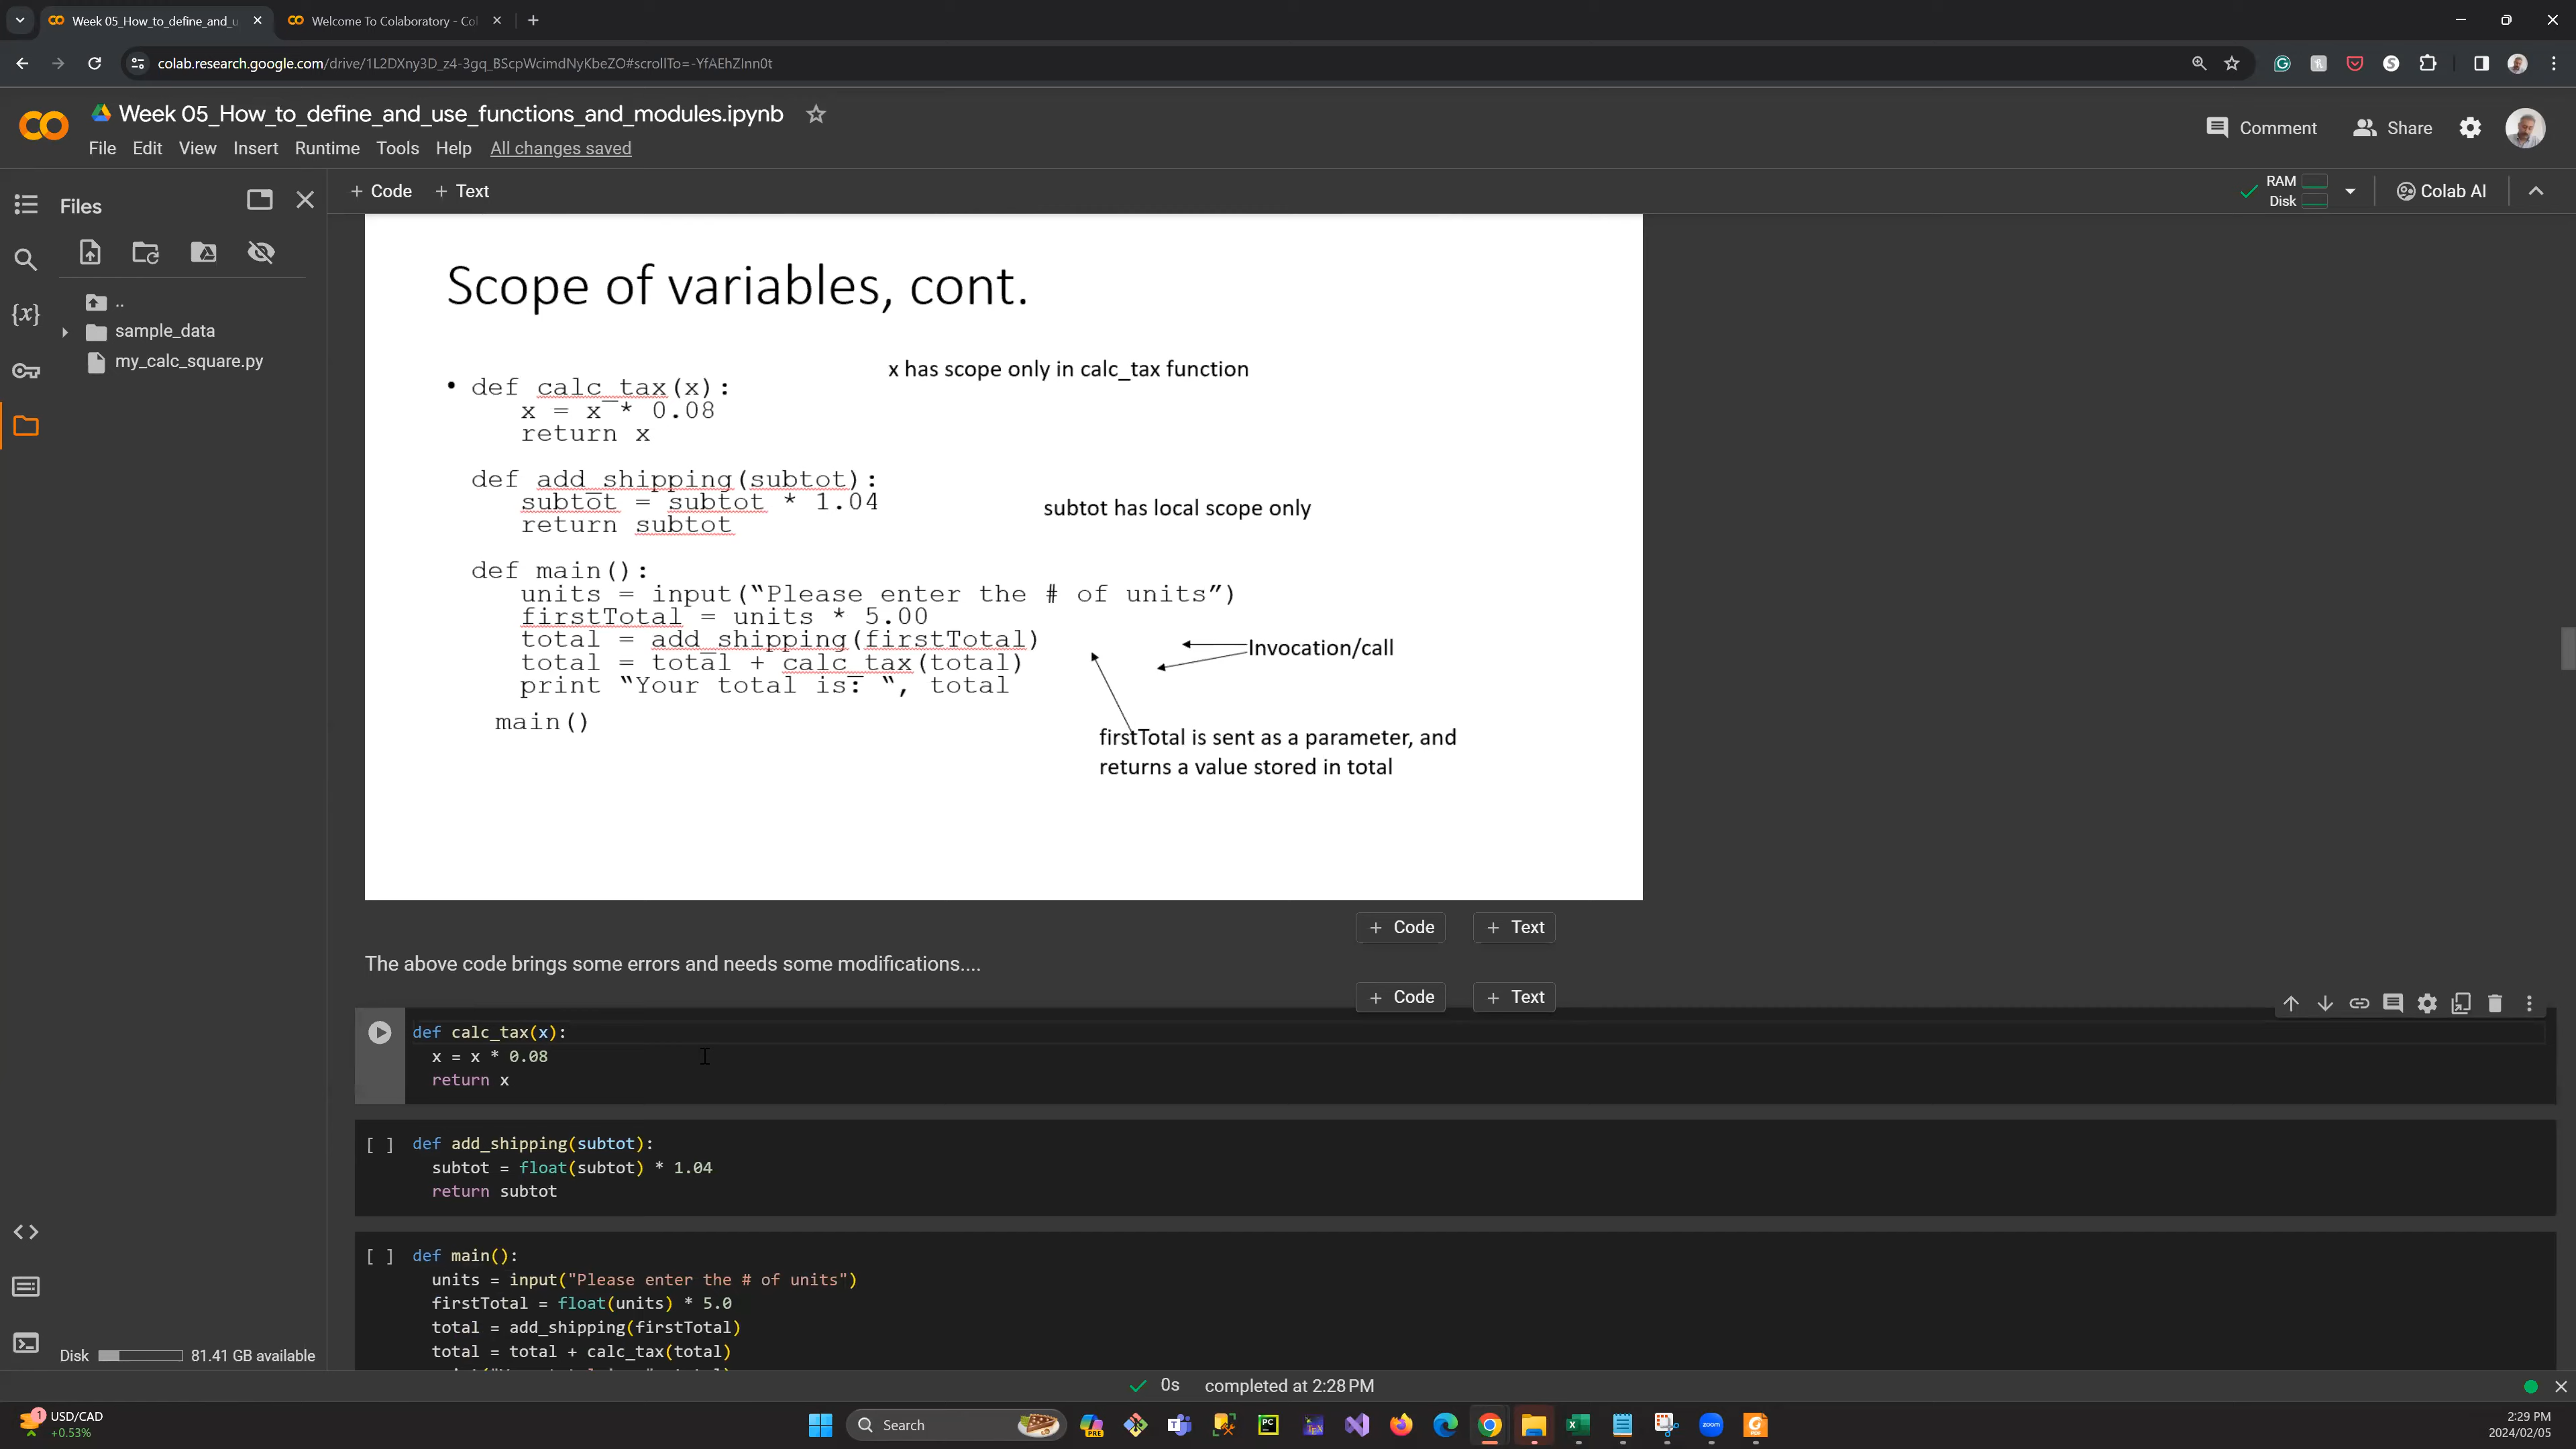 Week 05_How_to_define_and_u
Welcome To Colaboratory - Col
colab.research.google.com/drive/1L2DXny3D_z4-3gq_BScpWcimdNyKbeZO#scrollTo=-YfAEhZInn0t
Week 05_How_to_define_and_use_functions_and_modules.ipynb
Comment
Share
File Edit View Insert Runtime Tools Help All changes saved
Files
+ Code + Text
RAM
Disk
Colab AI
..
sample_data
my_calc_square.py
Scope of variables, cont.
x has scope only in calc_tax function
• def calc_tax(x):
x = x * 0.08
return x
def add_shipping(subtot):
subtot = subtot * 1.04
return subtot
subtot has local scope only
def main():
units = input(“Please enter the # of units”)
firstTotal = units * 5.00
total = add_shipping(firstTotal)
total = total + calc_tax(total)
print “Your total is: “, total
main()
Invocation/call
firstTotal is sent as a parameter, and
returns a value stored in total
+ Code + Text
The above code brings some errors and needs some modifications....
+ Code + Text
def calc_tax(x):
x = x * 0.08
return x
[ ] def add_shipping(subtot):
subtot = float(subtot) * 1.04
return subtot
[ ] def main():
units = input("Please enter the # of units")
firstTotal = float(units) * 5.0
total = add_shipping(firstTotal)
total = total + calc_tax(total)
Disk 81.41 GB available
0s completed at 2:28 PM
1
USD/CAD
+0.53%
Search
PRE
PC
zoom
2:29 PM
2024/02/05